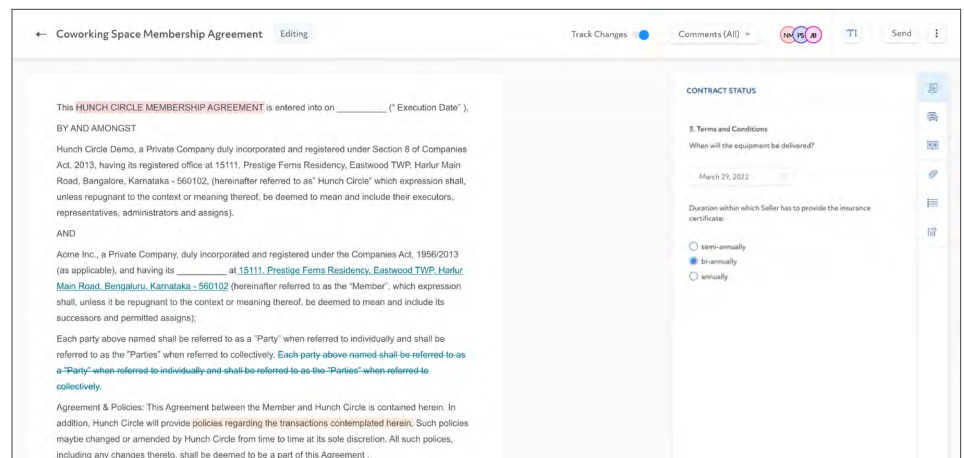 ← Coworking Space Membership Agreement Editing Track Changes Comments (All) NM PS JB TI Send
This HUNCH CIRCLE MEMBERSHIP AGREEMENT is entered into on _________ (" Execution Date" ),
BY AND AMONGST
Hunch Circle Demo, a Private Company duly incorporated and registered under Section 8 of Companies
Act, 2013, having its registered office at 15111, Prestige Ferns Residency, Eastwood TWP, Harlur Main
Road, Bangalore, Karnataka - 560102, (hereinafter referred to as" Hunch Circle" which expression shall,
unless repugnant to the context or meaning thereof, be deemed to mean and include their executors,
representatives, administrators and assigns).
AND
Acme Inc., a Private Company, duly incorporated and registered under the Companies Act, 1956/2013
(as applicable), and having its _________ at 15111, Prestige Ferns Residency, Eastwood TWP, Harlur
Main Road, Bengaluru, Karnataka - 560102 (hereinafter referred to as the "Member", which expression
shall, unless it be repugnant to the context or meaning thereof, be deemed to mean and include its
successors and permitted assigns);
Each party above named shall be referred to as a "Party" when referred to individually and shall be
referred to as the "Parties" when referred to collectively. Each party above named shall be referred to as
a "Party" when referred to individually and shall be referred to as the "Parties" when referred to
collectively.
Agreement & Policies: This Agreement between the Member and Hunch Circle is contained herein. In
addition, Hunch Circle will provide policies regarding the transactions contemplated herein. Such policies
maybe changed or amended by Hunch Circle from time to time at its sole discretion. All such polices,
including any changes thereto, shall be deemed to be a part of this Agreement .
CONTRACT STATUS
3. Terms and Conditions
When will the equipment be delivered?
March 29, 2022
Duration within which Seller has to provide the insurance
certificate:
semi-annually
bi-annually
annually